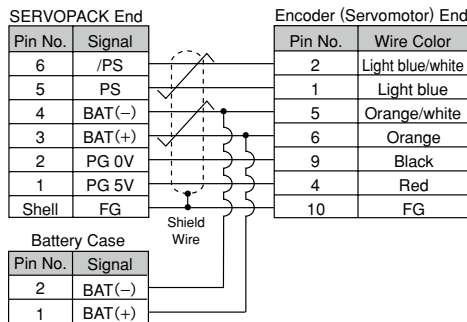 SERVOPACK End
Encoder (Servomotor) End
Pin No. Signal
Pin No. Wire Color
6 /PS
2 Light blue/white
5 PS
1 Light blue
4 BAT(−)
5 Orange/white
3 BAT(+)
6 Orange
2 PG 0V
9 Black
1 PG 5V
4 Red
Shell FG
10 FG
Shield
Wire
Battery Case
Pin No. Signal
2 BAT(−)
1 BAT(+)